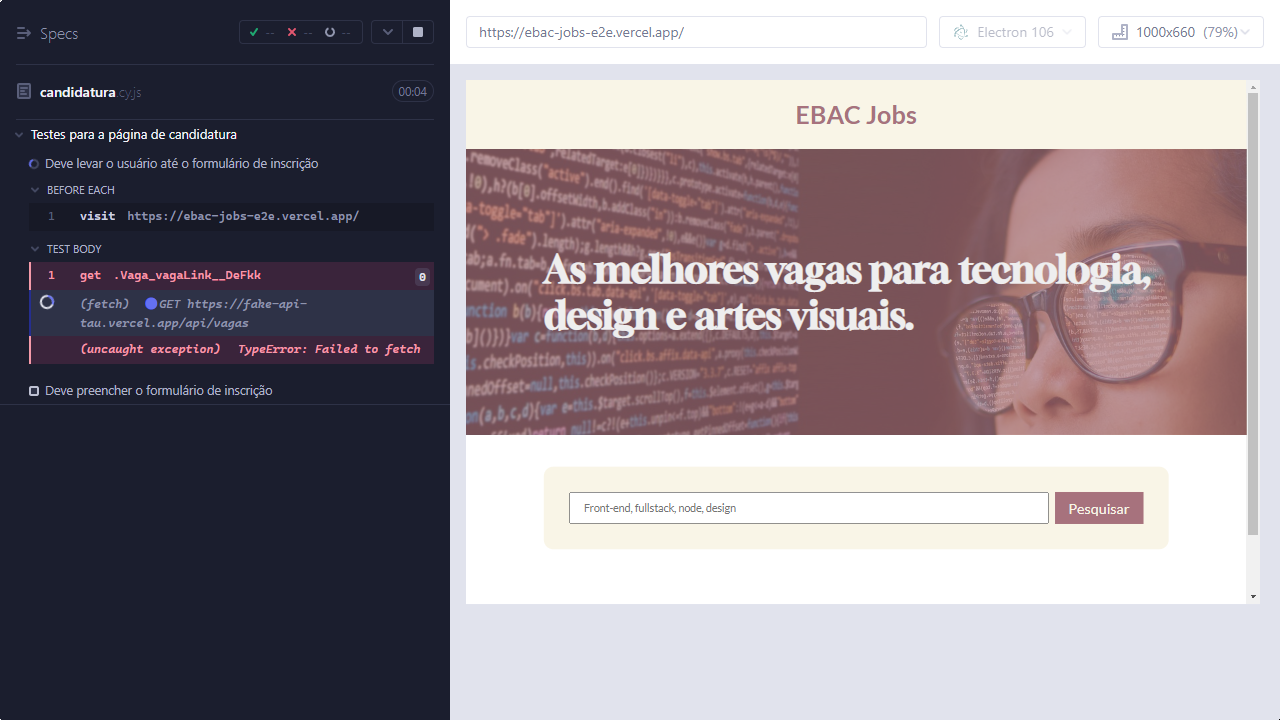 Specs
-- -- --
candidatura.cy.js
00:04
Testes para a página de candidatura
Deve levar o usuário até o formulário de inscrição
BEFORE EACH
1 visit https://ebac-jobs-e2e.vercel.app/
TEST BODY
1 get .Vaga_vagaLink__DeFkk 0
(fetch) GET https://fake-api-
tau.vercel.app/api/vagas
(uncaught exception) TypeError: Failed to fetch
Deve preencher o formulário de inscrição
https://ebac-jobs-e2e.vercel.app/
Electron 106
1000x660 (79%)
EBAC Jobs
As melhores vagas para tecnologia,
design e artes visuais.
Front-end, fullstack, node, design
Pesquisar